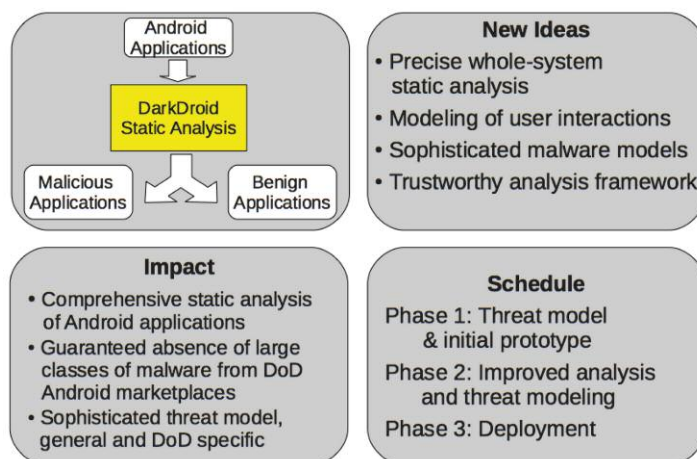 Android
Applications
DarkDroid
Static Analysis
Malicious
Applications
Benign
Applications
New Ideas
• Precise whole-system
static analysis
• Modeling of user interactions
• Sophisticated malware models
• Trustworthy analysis framework
Impact
• Comprehensive static analysis
of Android applications
• Guaranteed absence of large
classes of malware from DoD
Android marketplaces
• Sophisticated threat model,
general and DoD specific
Schedule
Phase 1: Threat model
& initial prototype
Phase 2: Improved analysis
and threat modeling
Phase 3: Deployment